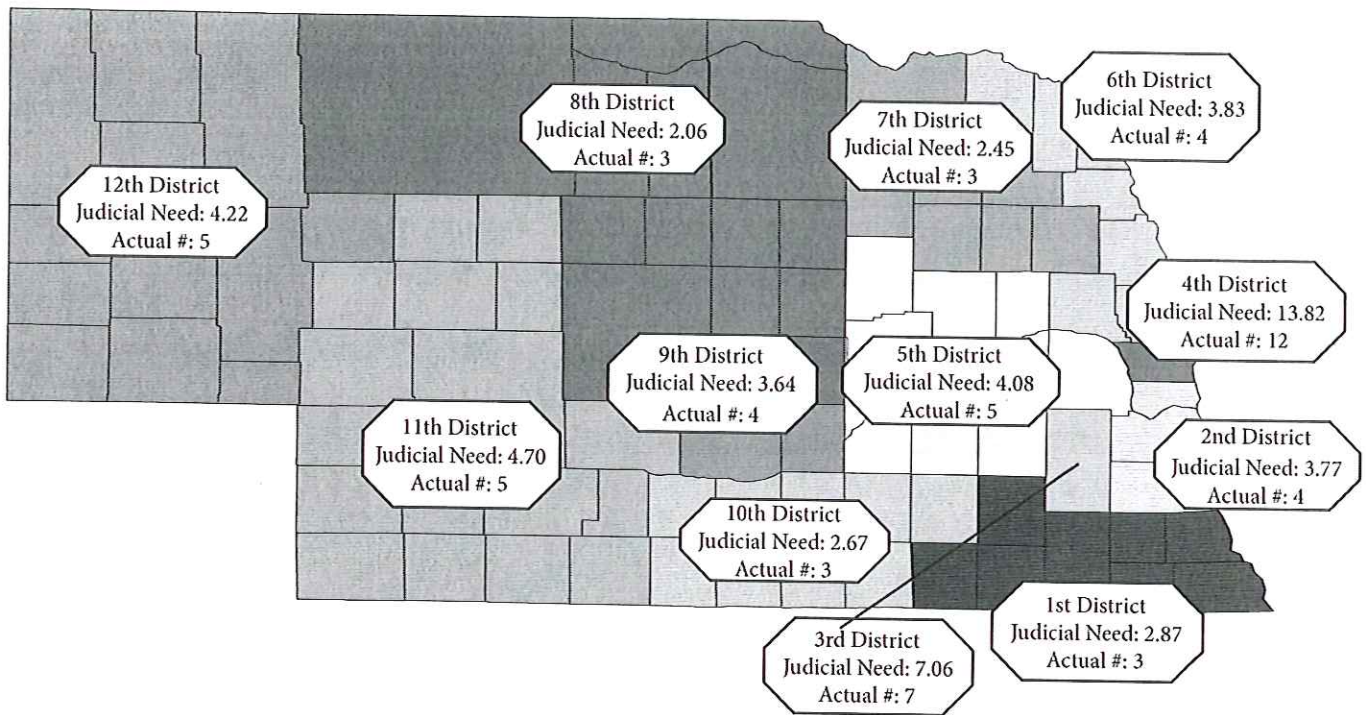 6th District
Judicial Need: 3.83
Actual #: 4
8th District
Judicial Need: 2.06
Actual #: 3
7th District
Judicial Need: 2.45
Actual #: 3
12th District
Judicial Need: 4.22
Actual #: 5
4th District
Judicial Need: 13.82
Actual #: 12
9th District
Judicial Need: 3.64
Actual #: 4
5th District
Judicial Need: 4.08
Actual #: 5
11th District
Judicial Need: 4.70
Actual #: 5
2nd District
Judicial Need: 3.77
Actual #: 4
10th District
Judicial Need: 2.67
Actual #: 3
1st District
Judicial Need: 2.87
Actual #: 3
3rd District
Judicial Need: 7.06
Actual #: 7